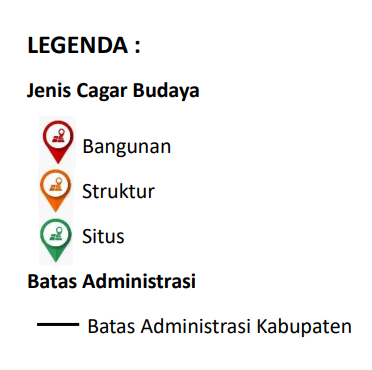 LEGENDA :
Jenis Cagar Budaya
Bangunan
Struktur
Situs
Batas Administrasi
Batas Administrasi Kabupaten